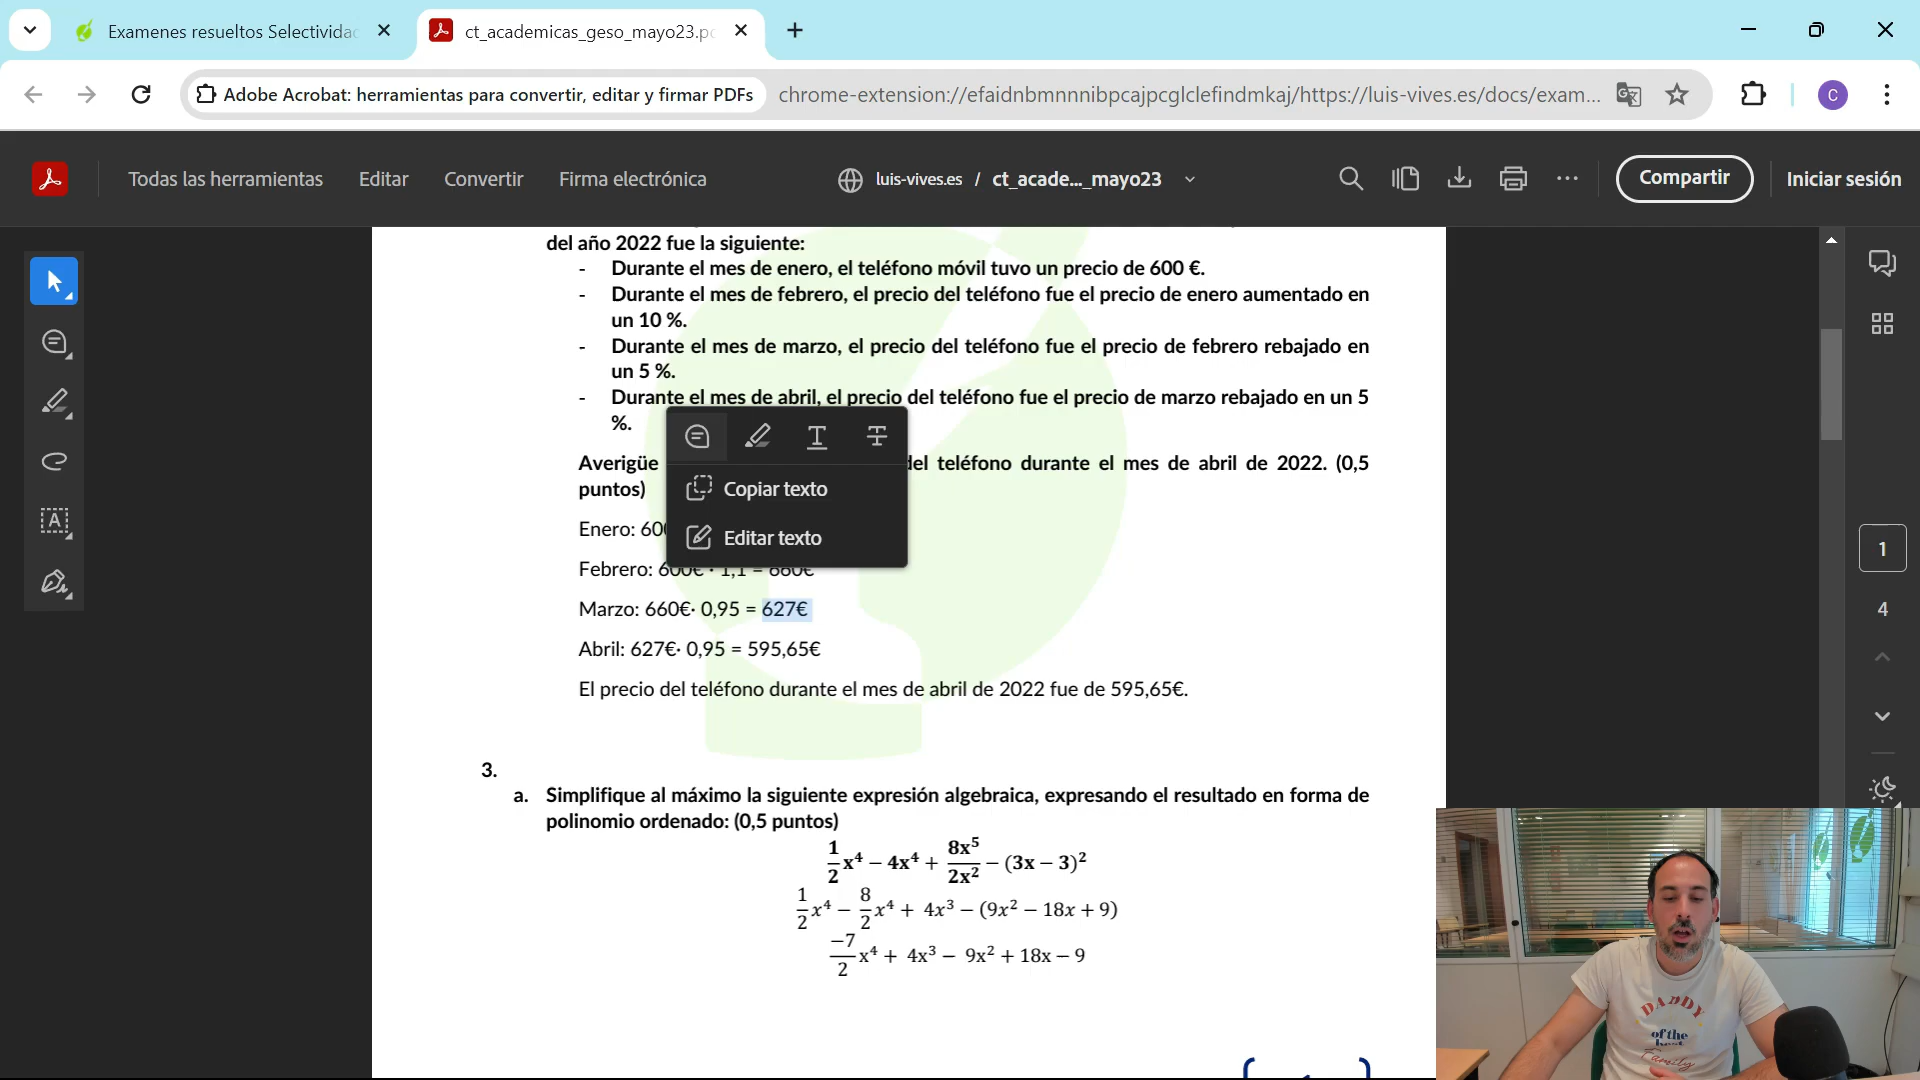 Examenes resueltos Selectividad
ct_academicas_geso_mayo23.pd
Adobe Acrobat: herramientas para convertir, editar y firmar PDFs
chrome-extension://efaidnbmnnnibpcajpcglclefindmkaj/https://luis-vives.es/docs/exam...
C
Todas las herramientas
Editar
Convertir
Firma electrónica
luis-vives.es / ct_acade..._mayo23
Compartir
Iniciar sesión
del año 2022 fue la siguiente:
- Durante el mes de enero, el teléfono móvil tuvo un precio de 600 €.
- Durante el mes de febrero, el precio del teléfono fue el precio de enero aumentado en
un 10 %.
- Durante el mes de marzo, el precio del teléfono fue el precio de febrero rebajado en
un 5 %.
- Durante el mes de abril, el precio del teléfono fue el precio de marzo rebajado en un 5
%.
Averigüe del teléfono durante el mes de abril de 2022. (0,5
puntos)
Copiar texto
Editar texto
Enero: 600
Febrero: 600€ · 1,1 = 660€
Marzo: 660€· 0,95 = 627€
Abril: 627€· 0,95 = 595,65€
El precio del teléfono durante el mes de abril de 2022 fue de 595,65€.
1
4
3.
a. Simplifique al máximo la siguiente expresión algebraica, expresando el resultado en forma de
polinomio ordenado: (0,5 puntos)
1/2 x⁴ − 4x⁴ + 8x⁵/2x² − (3x − 3)²
1/2 x⁴ − 8/2 x⁴ + 4x³ − (9x² − 18x + 9)
−7/2 x⁴ + 4x³ − 9x² + 18x − 9
DADDY
of the
Family